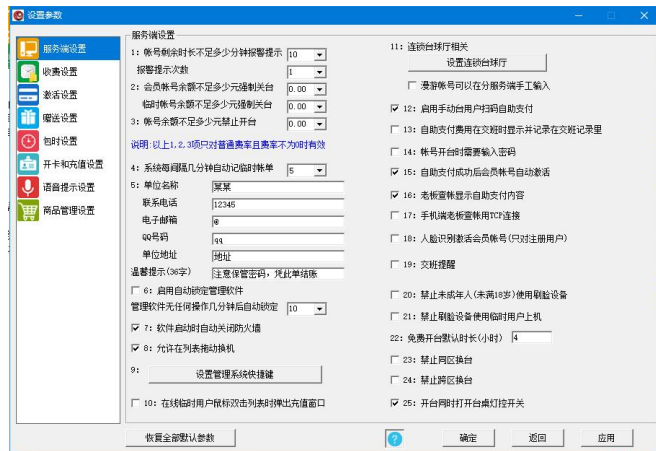 设置参数
服务端设置
收费设置
激活设置
赠送设置
包时设置
开卡和充值设置
语音提示设置
商品管理设置
服务端设置
1: 帐号剩余时长不足多少分钟报警提示 10
报警提示次数 1
2: 会员帐号余额不足多少元强制关台 0.00
临时帐号余额不足多少元强制关台 0.00
3: 帐号余额不足多少元禁止开台 0.00
说明:以上1,2,3项只对普通费率且费率不为0时有效
4: 系统每间隔几分钟自动记临时帐单 5
5: 单位名称 某某
联系电话 12345
电子邮箱 @
QQ号码 qq
单位地址 地址
温馨提示(36字) 注意保管密码，凭此单结账
6: 启用自动锁定管理软件
管理软件无任何操作几分钟后自动锁定 10
7: 软件启动时自动关闭防火墙
8: 允许在列表拖动换机
9: 设置管理系统快捷键
10: 在线临时用户鼠标双击列表时弹出充值窗口
11: 连锁台球厅相关
设置连锁台球厅
漫游帐号可以在分服务端手工输入
12: 启用手动台用户扫码自助支付
13: 自助支付费用在交班时显示并记录在交班记录里
14: 帐号开台时需要输入密码
15: 自助支付成功后会员帐号自动激活
16: 老板查帐显示自助支付内容
17: 手机端老板查帐用TCP连接
18: 人脸识别激活会员帐号(只对注册用户)
19: 交班提醒
20: 禁止未成年人(未满18岁)使用刷脸设备
21: 禁止刷脸设备使用临时用户上机
22: 免费开台默认时长(小时) 4
23: 禁止同区换台
24: 禁止跨区换台
25: 开台同时打开台桌灯控开关
恢复全部默认参数
?
确定
返回
应用